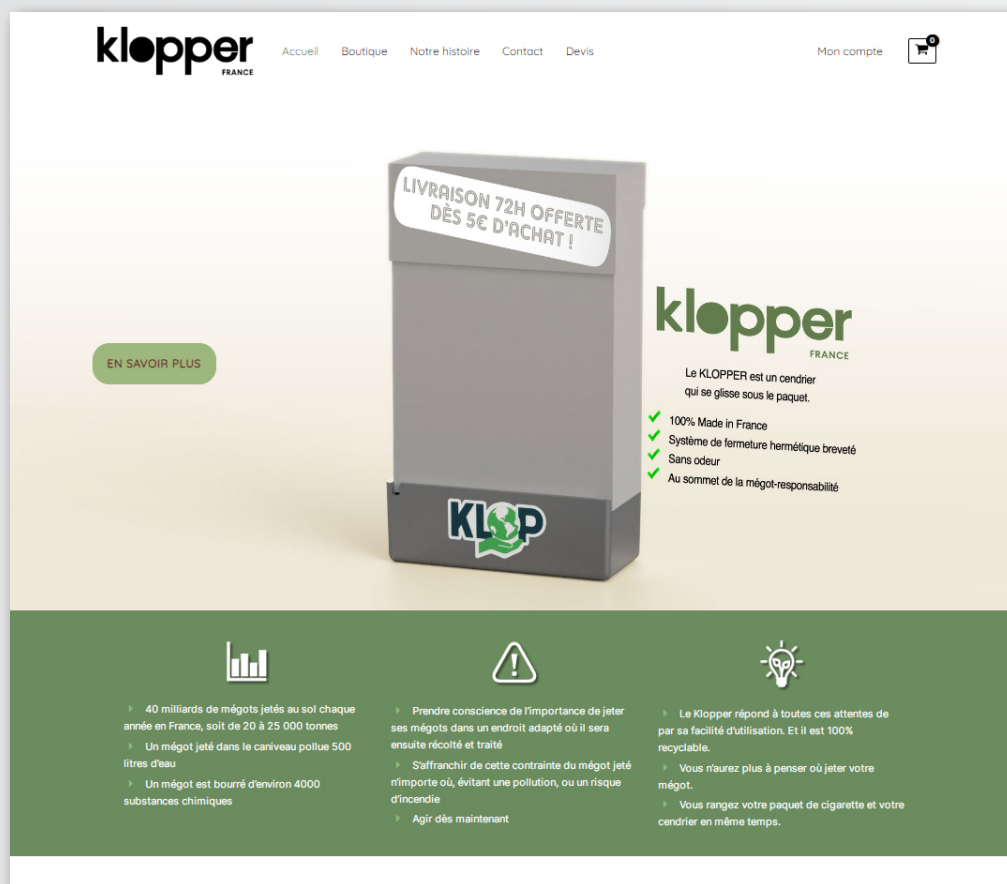 klopper
FRANCE
Accueil
Boutique
Notre histoire
Contact
Devis
Mon compte
0
LIVRAISON 72H OFFERTE
DÈS 5€ D'ACHAT !
EN SAVOIR PLUS
klopper
FRANCE
Le KLOPPER est un cendrier
qui se glisse sous le paquet.
100% Made in France
Système de fermeture hermétique breveté
Sans odeur
Au sommet de la mégot-responsabilité
KLOP
40 milliards de mégots jetés au sol chaque
année en France, soit de 20 à 25 000 tonnes
Un mégot jeté dans le caniveau pollue 500
litres d'eau
Un mégot est bourré d'environ 4000
substances chimiques
Prendre conscience de l'importance de jeter
ses mégots dans un endroit adapté où il sera
ensuite récolté et traité
S'affranchir de cette contrainte du mégot jeté
n'importe où, évitant une pollution, ou un risque
d'incendie
Agir dès maintenant
Le Klopper répond à toutes ces attentes de
par sa facilité d'utilisation. Et il est 100%
recyclable.
Vous n'aurez plus à penser où jeter votre
mégot.
Vous rangez votre paquet de cigarette et votre
cendrier en même temps.